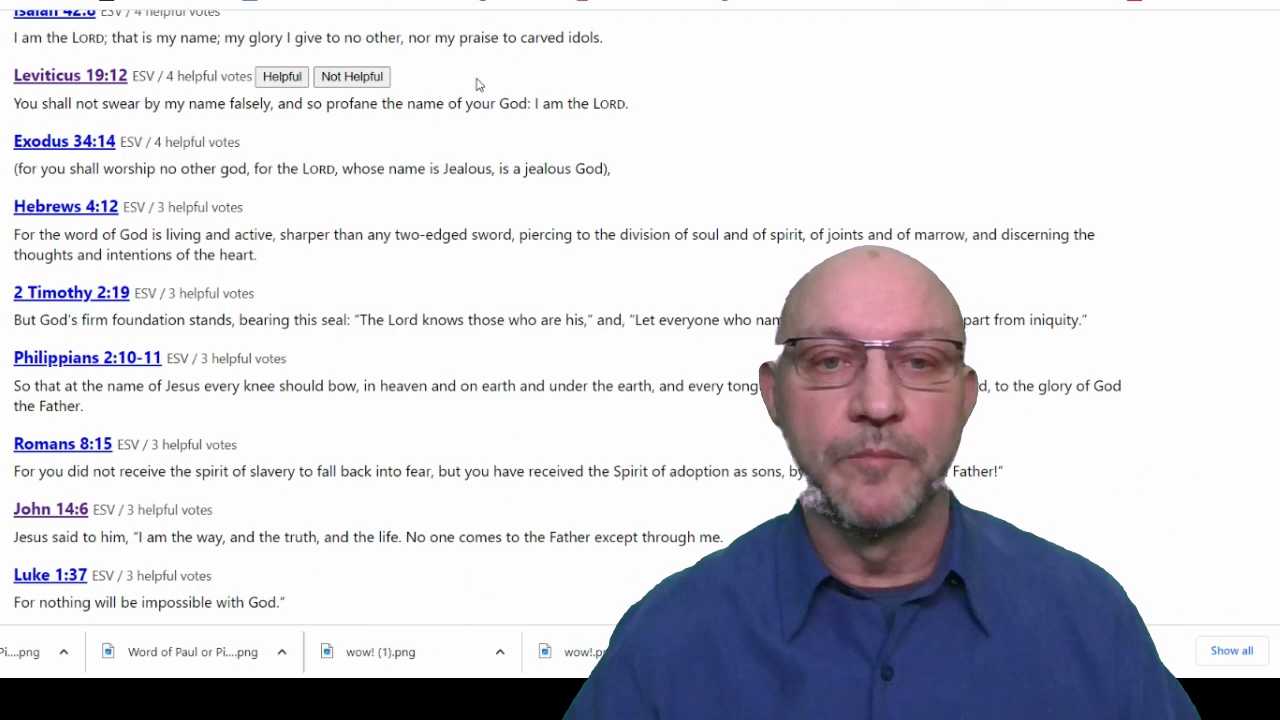 Isaiah 42:8 ESV / 4 helpful votes
I am the LORD; that is my name; my glory I give to no other, nor my praise to carved idols.
Leviticus 19:12 ESV / 4 helpful votes Helpful Not Helpful
You shall not swear by my name falsely, and so profane the name of your God: I am the LORD.
Exodus 34:14 ESV / 4 helpful votes
(for you shall worship no other god, for the LORD, whose name is Jealous, is a jealous God),
Hebrews 4:12 ESV / 3 helpful votes
For the word of God is living and active, sharper than any two-edged sword, piercing to the division of soul and of spirit, of joints and of marrow, and discerning the
thoughts and intentions of the heart.
2 Timothy 2:19 ESV / 3 helpful votes
But God's firm foundation stands, bearing this seal: “The Lord knows those who are his,” and, “Let everyone who nam part from iniquity.”
Philippians 2:10-11 ESV / 3 helpful votes
So that at the name of Jesus every knee should bow, in heaven and on earth and under the earth, and every tong d, to the glory of God
the Father.
Romans 8:15 ESV / 3 helpful votes
For you did not receive the spirit of slavery to fall back into fear, but you have received the Spirit of adoption as sons, by Father!”
John 14:6 ESV / 3 helpful votes
Jesus said to him, “I am the way, and the truth, and the life. No one comes to the Father except through me.
Luke 1:37 ESV / 3 helpful votes
For nothing will be impossible with God.”
Pi....png Word of Paul or Pi....png wow! (1).png wow!.p Show all